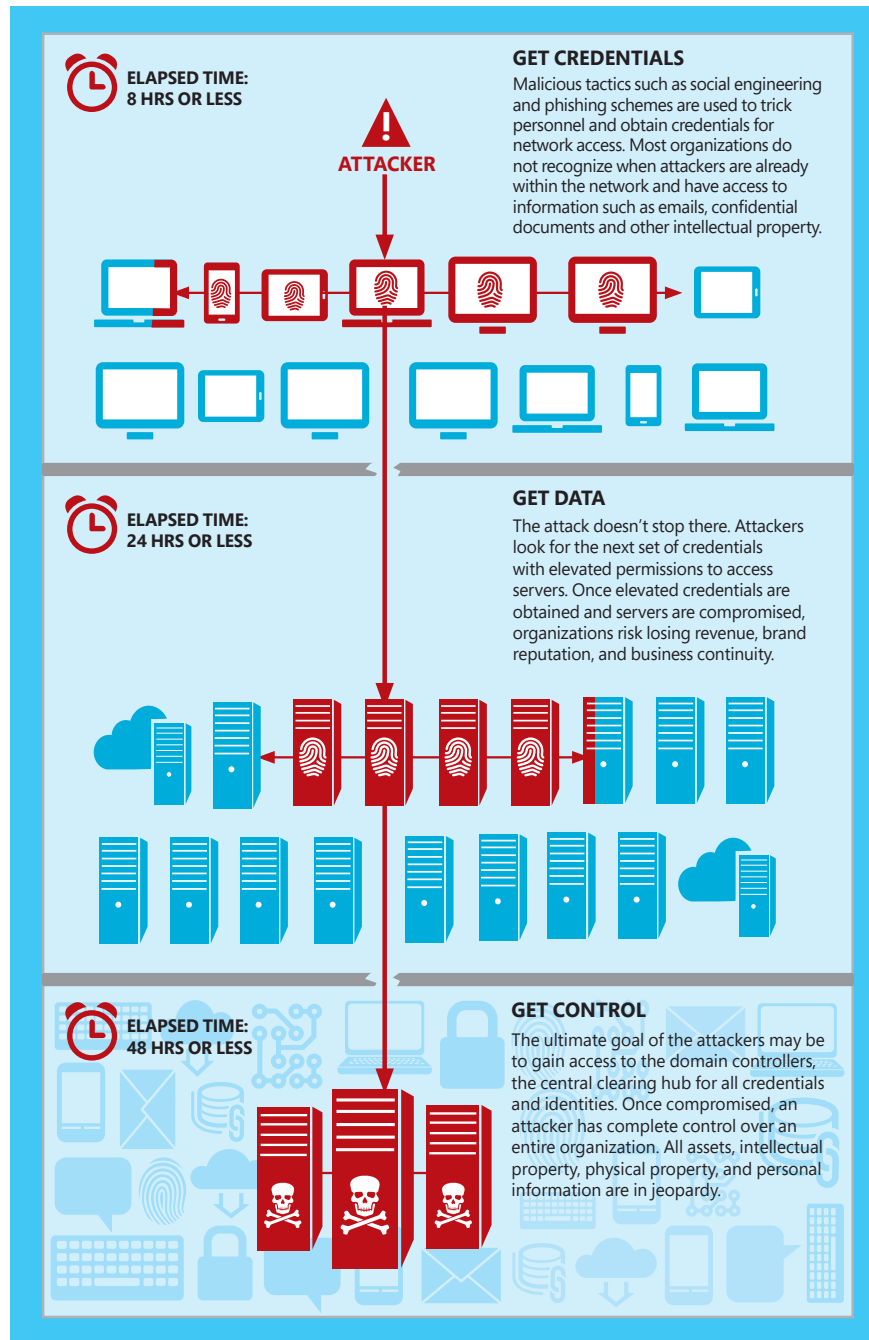 ELAPSED TIME:
8 HRS OR LESS
ATTACKER
GET CREDENTIALS
Malicious tactics such as social engineering
and phishing schemes are used to trick
personnel and obtain credentials for
network access. Most organizations do
not recognize when attackers are already
within the network and have access to
information such as emails, confidential
documents and other intellectual property.
ELAPSED TIME:
24 HRS OR LESS
GET DATA
The attack doesn’t stop there. Attackers
look for the next set of credentials
with elevated permissions to access
servers. Once elevated credentials are
obtained and servers are compromised,
organizations risk losing revenue, brand
reputation, and business continuity.
ELAPSED TIME:
48 HRS OR LESS
GET CONTROL
The ultimate goal of the attackers may be
to gain access to the domain controllers,
the central clearing hub for all credentials
and identities. Once compromised, an
attacker has complete control over an
entire organization. All assets, intellectual
property, physical property, and personal
information are in jeopardy.